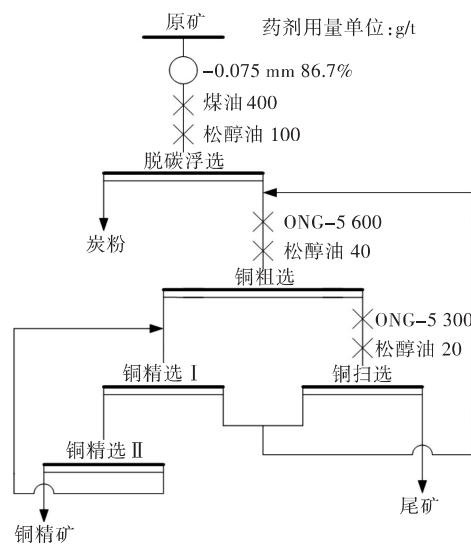 原矿
药剂用量单位:g/t
-0.075 mm 86.7%
煤油 400
松醇油 100
脱碳浮选
炭粉
ONG-5 600
松醇油 40
铜粗选
ONG-5 300
松醇油 20
铜精选Ⅰ
铜扫选
铜精选Ⅱ
铜精矿
尾矿